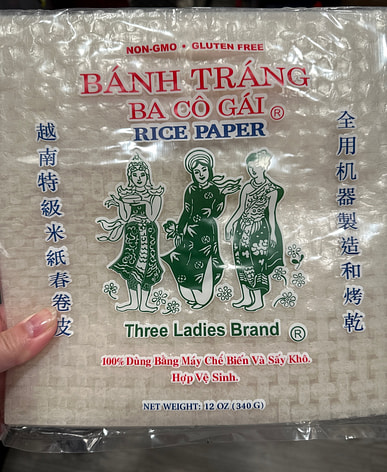 NON-GMO • GLUTEN FREE
BÁNH TRÁNG
BA CÔ GÁI ®
RICE PAPER
越南特級米紙春卷皮
全用机器製造和烤乾
Three Ladies Brand ®
100% Dùng Bằng Máy Chế Biến Và Sấy Khô.
Hợp Vệ Sinh.
NET WEIGHT: 12 OZ (340 G)